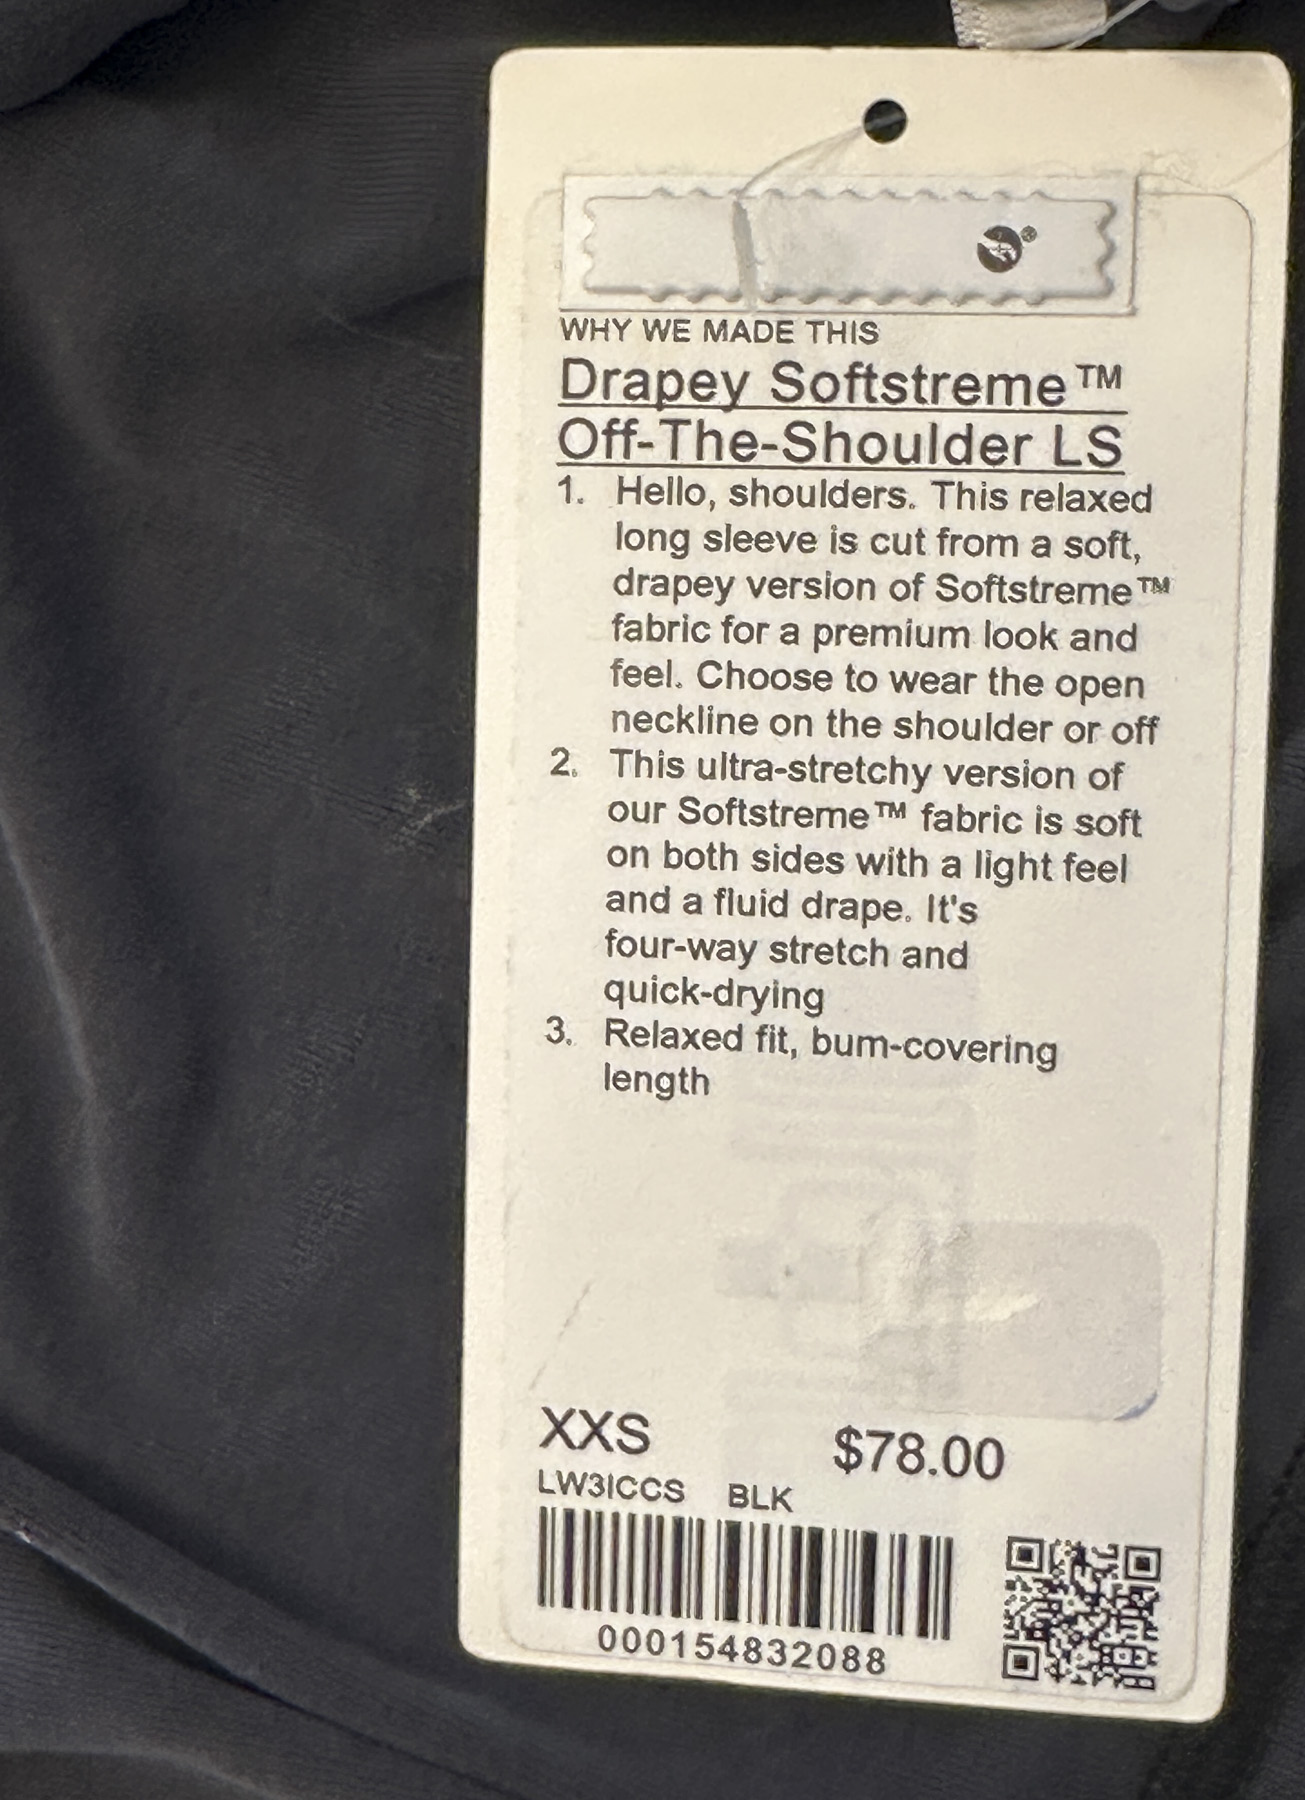 WHY WE MADE THIS
Drapey Softstreme™
Off-The-Shoulder LS
1. Hello, shoulders. This relaxed
long sleeve is cut from a soft,
drapey version of Softstreme™
fabric for a premium look and
feel. Choose to wear the open
neckline on the shoulder or off
2. This ultra-stretchy version of
our Softstreme™ fabric is soft
on both sides with a light feel
and a fluid drape. It's
four-way stretch and
quick-drying
3. Relaxed fit, bum-covering
length
XXS $78.00
LW3ICCS BLK
000154832088